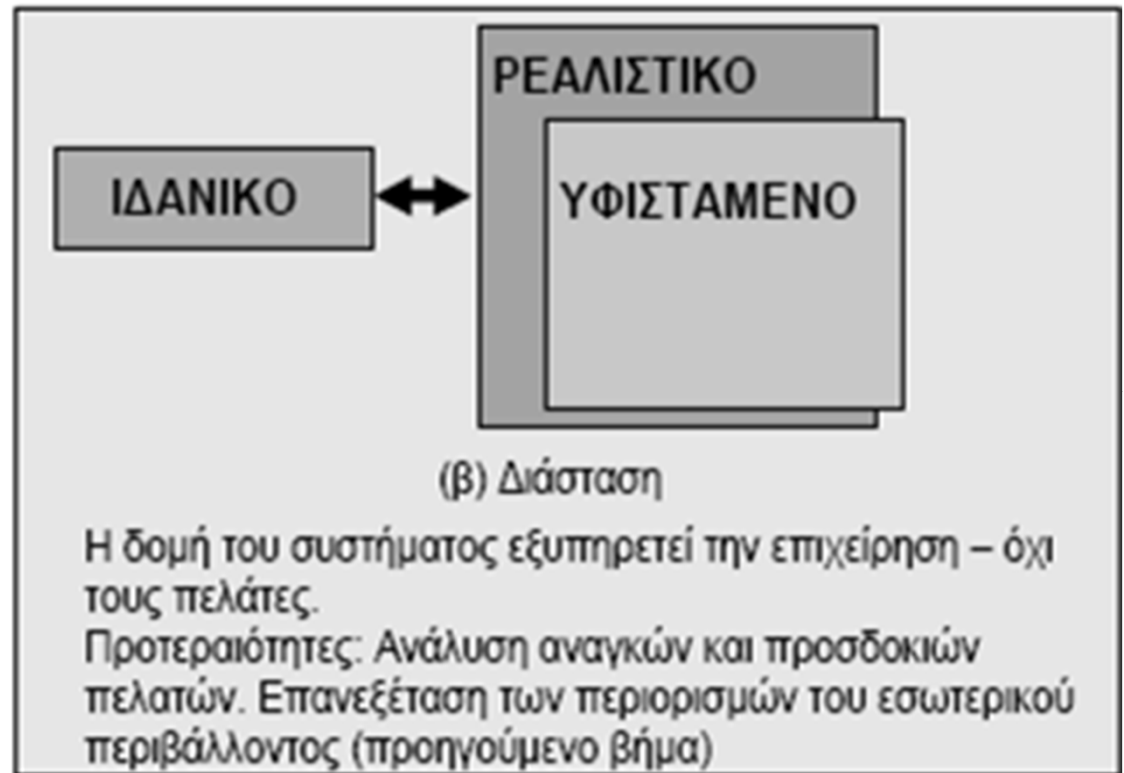 ΡΕΑΛΙΣΤΙΚΟ
ΙΔΑΝΙΚΟ
ΥΦΙΣΤΑΜΕΝΟ
(β) Διάσταση
Η δομή του συστήματος εξυπηρετεί την επιχείρηση – όχι
τους πελάτες.
Προτεραιότητες: Ανάλυση αναγκών και προσδοκιών
πελατών. Επανεξέταση των περιορισμών του εσωτερικού
περιβάλλοντος (προηγούμενο βήμα)